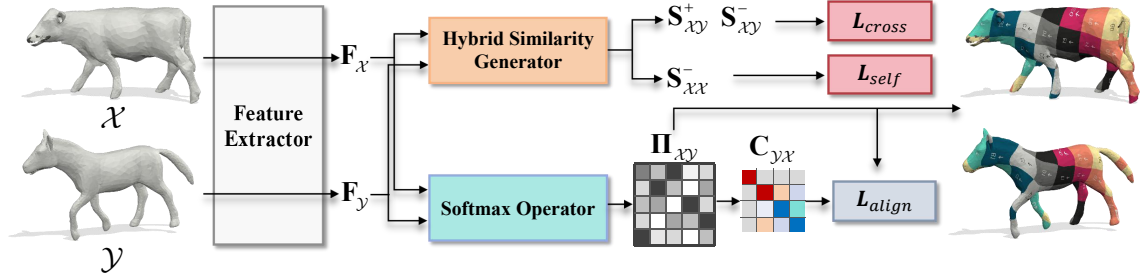 𝒳
𝒴
Feature
Extractor
F𝒳
F𝒴
Hybrid Similarity
Generator
Softmax Operator
S⁺𝒳𝒴 S⁻𝒳𝒴
S⁻𝒳𝒳
L_cross
L_self
Π𝒳𝒴
C𝒴𝒳
L_align